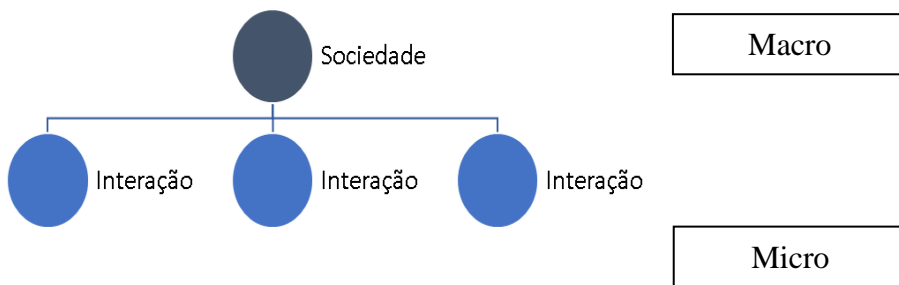 Sociedade
Macro
Interação
Interação
Interação
Micro